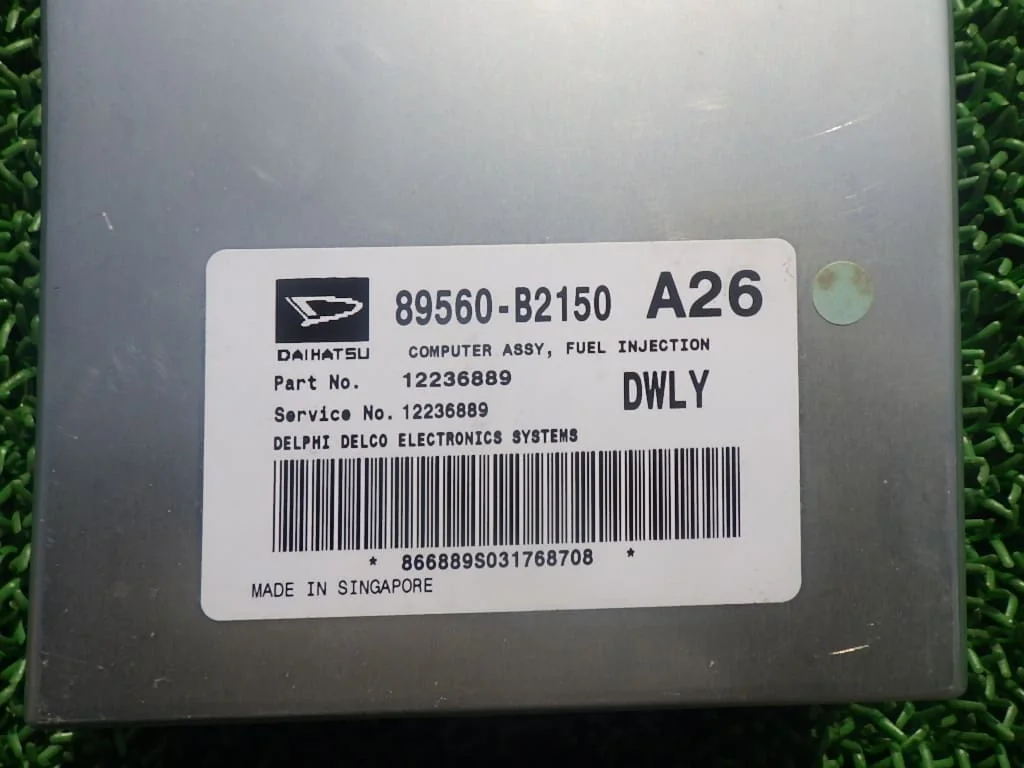 89560-B2150 A26
DAIHATSU
COMPUTER ASSY, FUEL INJECTION
Part No. 12236889
DWLY
Service No. 12236889
DELPHI DELCO ELECTRONICS SYSTEMS
* 866889S031768708 *
MADE IN SINGAPORE